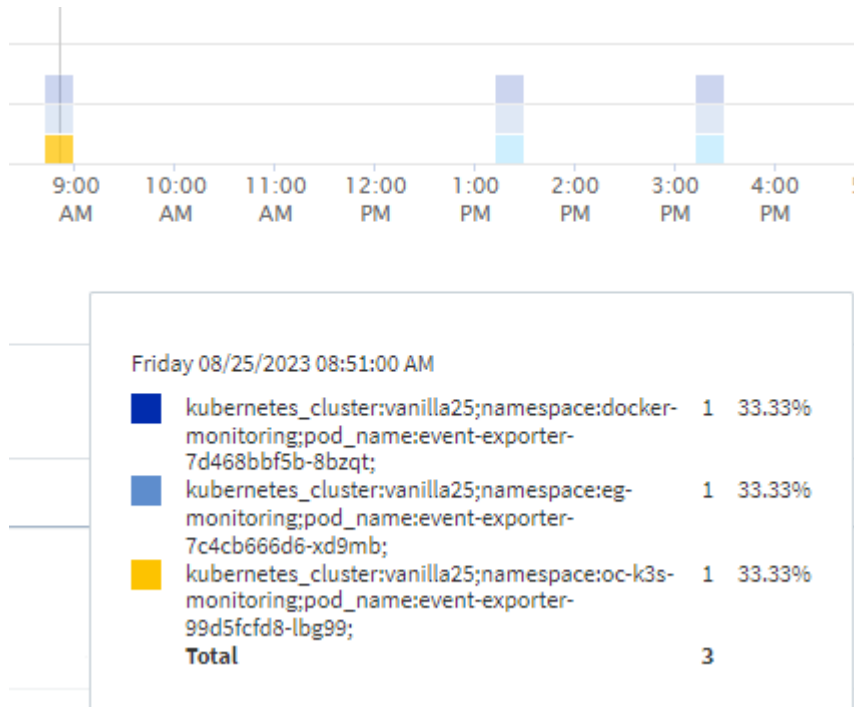 9:00 AM
10:00 AM
11:00 AM
12:00 PM
1:00 PM
2:00 PM
3:00 PM
4:00 PM
Friday 08/25/2023 08:51:00 AM
kubernetes_cluster:vanilla25;namespace:docker- 1 33.33%
monitoring;pod_name:event-exporter-
7d468bbf5b-8bzqt;
kubernetes_cluster:vanilla25;namespace:eg- 1 33.33%
monitoring;pod_name:event-exporter-
7c4cb666d6-xd9mb;
kubernetes_cluster:vanilla25;namespace:oc-k3s- 1 33.33%
monitoring;pod_name:event-exporter-
99d5fcfd8-lbg99;
Total 3